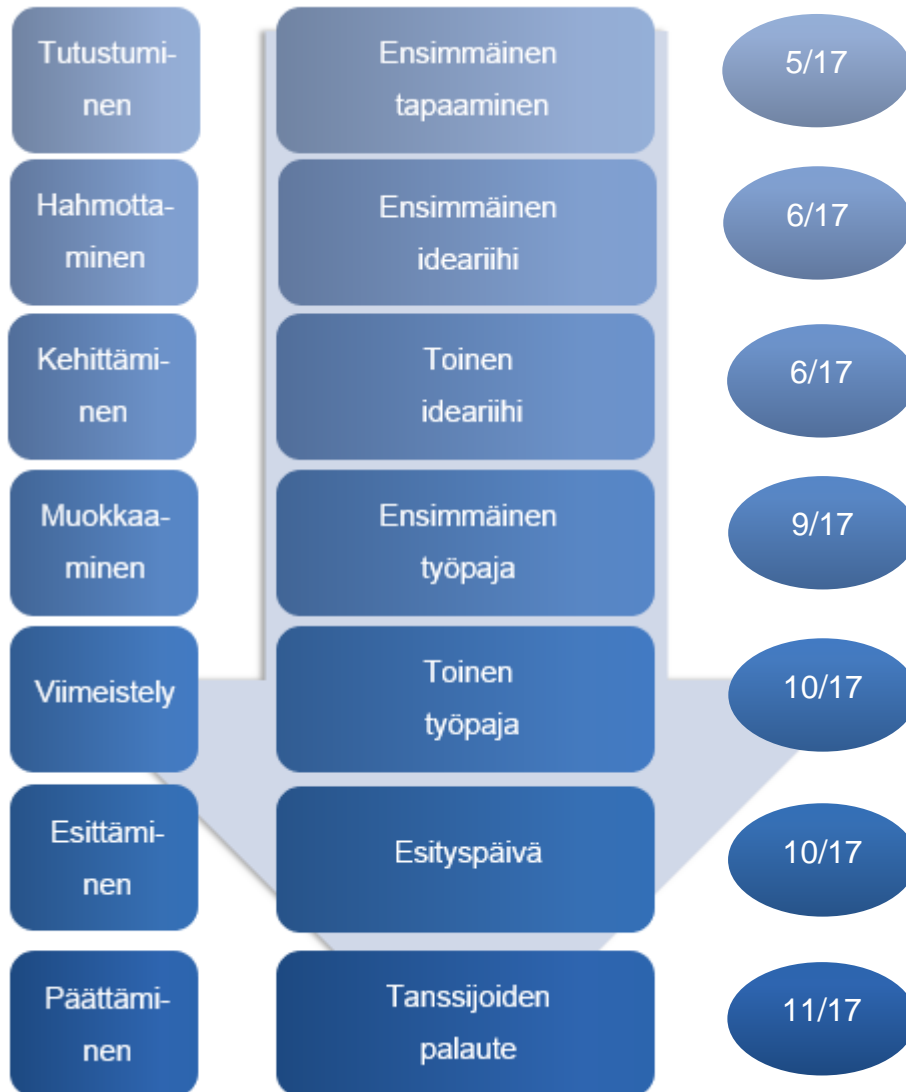 Tutustumi-
nen
Ensimmäinen
tapaaminen
5/17
Hahmotta-
minen
Ensimmäinen
ideariihi
6/17
Kehittämi-
nen
Toinen
ideariihi
6/17
Muokkaa-
minen
Ensimmäinen
työpaja
9/17
Viimeistely
Toinen
työpaja
10/17
Esittämi-
nen
Esityspäivä
10/17
Päättämi-
nen
Tanssijoiden
palaute
11/17